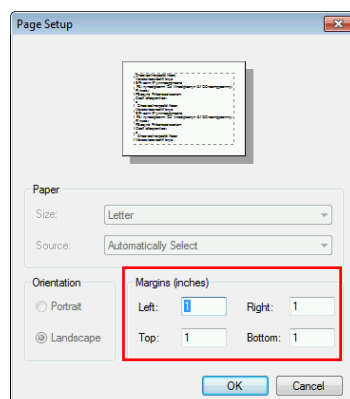 Page Setup
Paper
Size: Letter
Source: Automatically Select
Orientation
Portrait
Landscape
Margins (inches)
Left: 1 Right: 1
Top: 1 Bottom: 1
OK Cancel